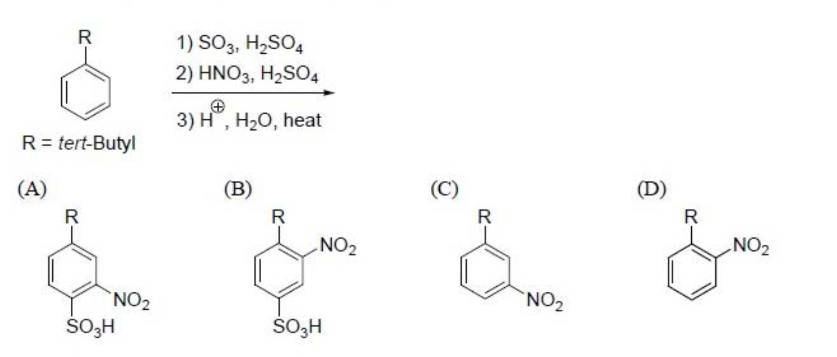 R
1) SO3, H2SO4
2) HNO3, H2SO4
3) H⊕, H2O, heat
R = tert-Butyl
(A) (B) (C) (D)
R R R R
NO2 NO2
NO2 NO2
SO3H SO3H